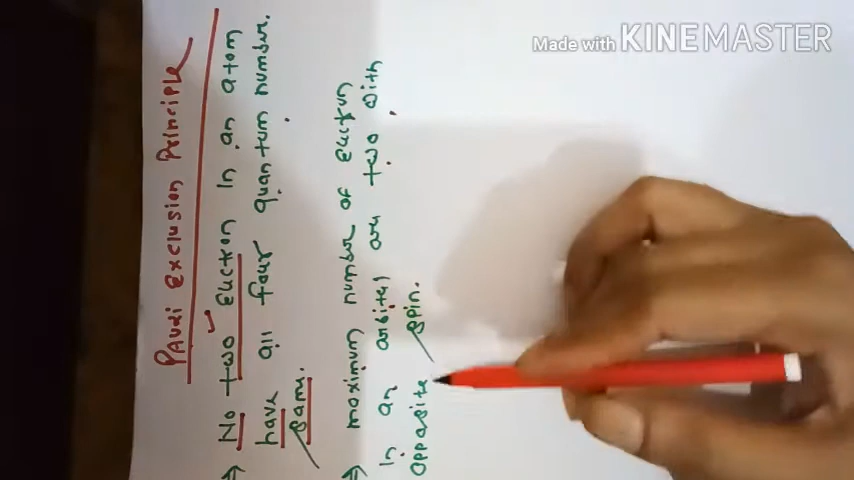 Made with KINEMASTER
PAULI Exclusion Principle
⇒ No two Electron In an atom
have all four quantum number.
same.
⇒ maximum number of Electron
In an orbital are two with
opposite spin.